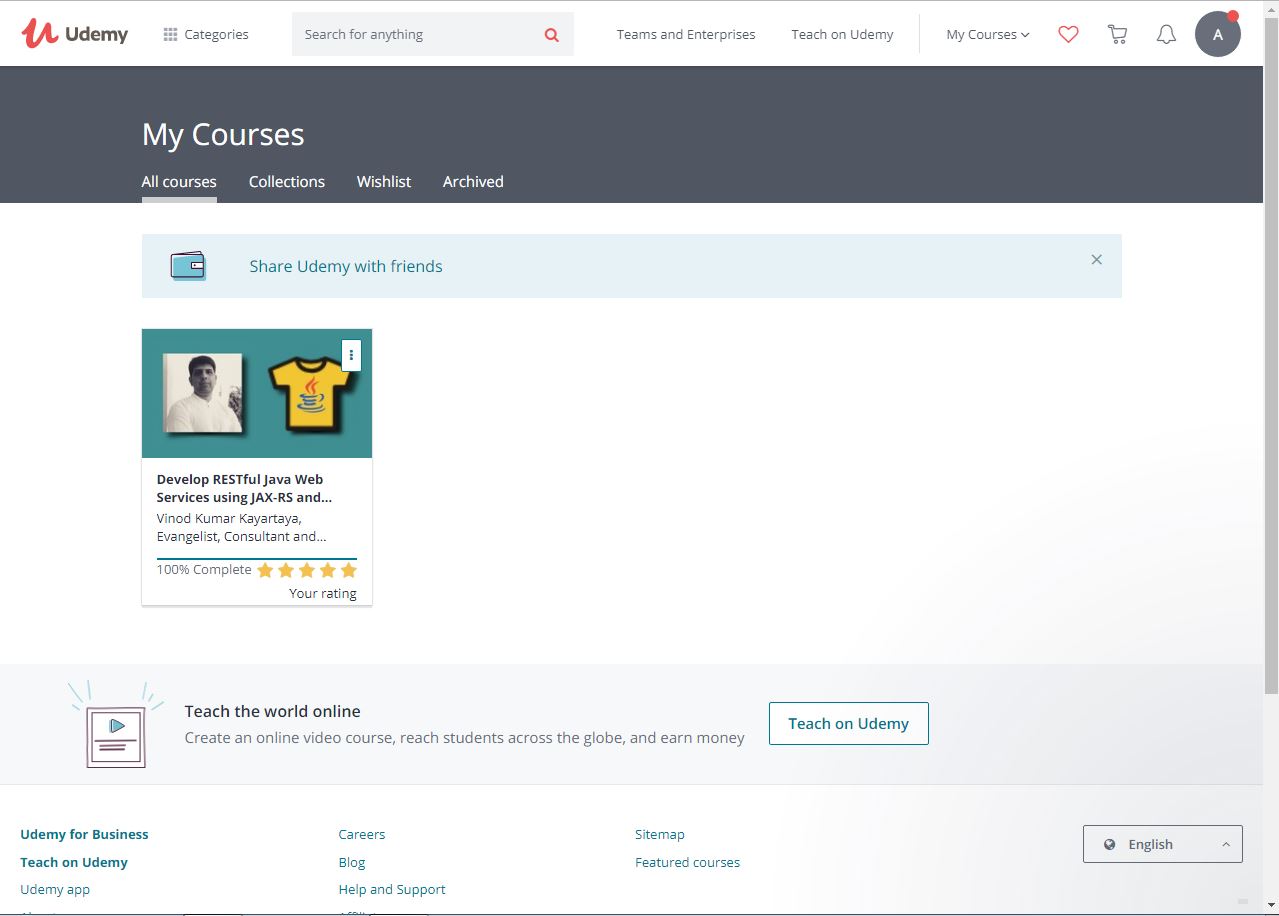 Udemy
Categories
Search for anything
Teams and Enterprises
Teach on Udemy
My Courses
A
My Courses
All courses
Collections
Wishlist
Archived
Share Udemy with friends
Develop RESTful Java Web
Services using JAX-RS and...
Vinod Kumar Kayartaya,
Evangelist, Consultant and...
100% Complete
Your rating
Teach the world online
Create an online video course, reach students across the globe, and earn money
Teach on Udemy
Udemy for Business
Careers
Sitemap
English
Teach on Udemy
Blog
Featured courses
Udemy app
Help and Support